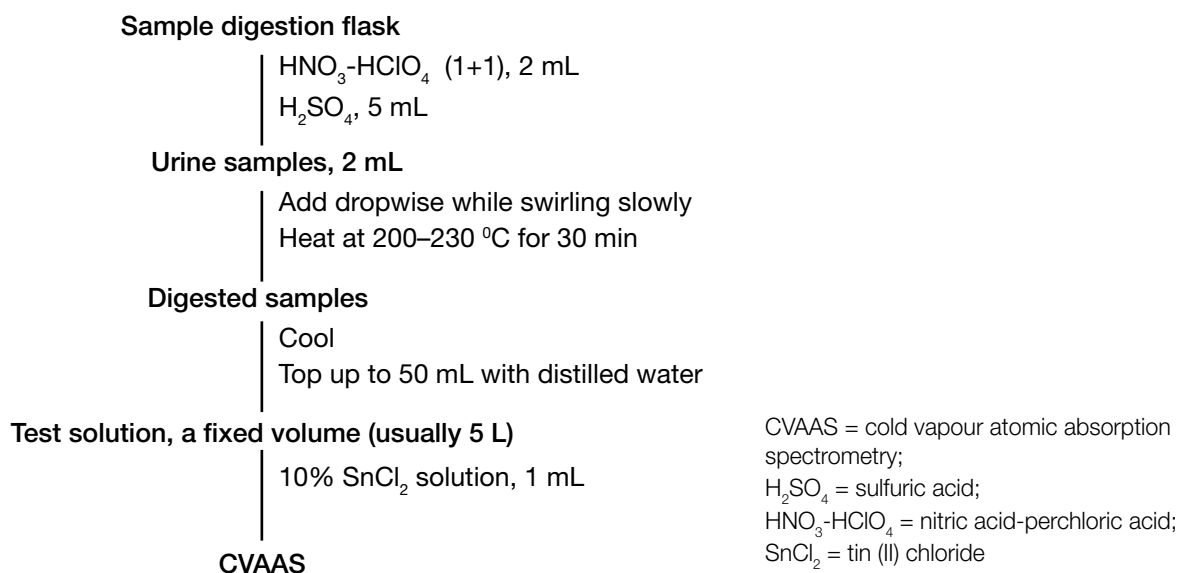 Sample digestion flask
HNO₃-HClO₄ (1+1), 2 mL
H₂SO₄, 5 mL
Urine samples, 2 mL
Add dropwise while swirling slowly
Heat at 200–230 ⁰C for 30 min
Digested samples
Cool
Top up to 50 mL with distilled water
Test solution, a fixed volume (usually 5 L)
10% SnCl₂ solution, 1 mL
CVAAS
CVAAS = cold vapour atomic absorption
spectrometry;
H₂SO₄ = sulfuric acid;
HNO₃-HClO₄ = nitric acid-perchloric acid;
SnCl₂ = tin (II) chloride